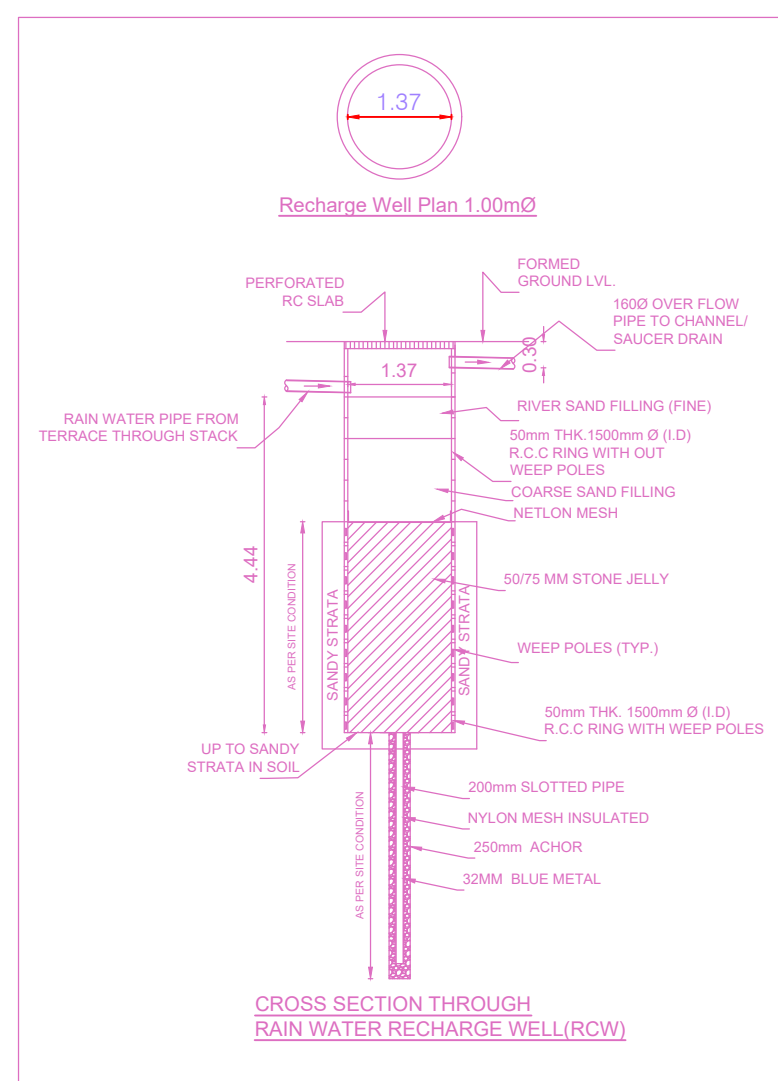 1.37
Recharge Well Plan 1.00mØ
PERFORATED
RC SLAB
FORMED
GROUND LVL.
160Ø OVER FLOW
PIPE TO CHANNEL/
SAUCER DRAIN
0.30
1.37
RAIN WATER PIPE FROM
TERRACE THROUGH STACK
RIVER SAND FILLING (FINE)
50mm THK.1500mm Ø (I.D)
R.C.C RING WITH OUT
WEEP POLES
COARSE SAND FILLING
NETLON MESH
4.44
AS PER SITE CONDITION
SANDY STRATA
SANDY STRATA
50/75 MM STONE JELLY
WEEP POLES (TYP.)
50mm THK. 1500mm Ø (I.D)
R.C.C RING WITH WEEP POLES
UP TO SANDY
STRATA IN SOIL
AS PER SITE CONDITION
200mm SLOTTED PIPE
NYLON MESH INSULATED
250mm ACHOR
32MM BLUE METAL
CROSS SECTION THROUGH
RAIN WATER RECHARGE WELL(RCW)